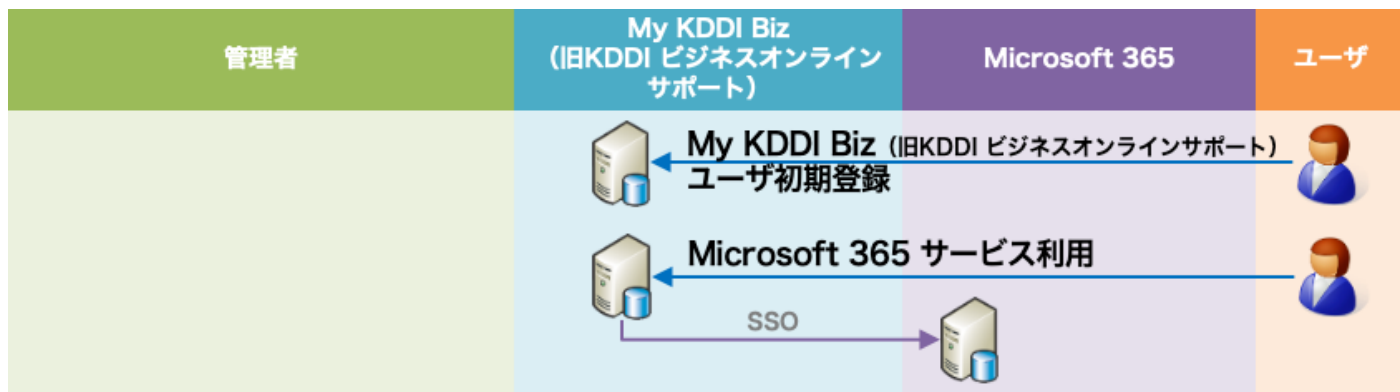 管理者
My KDDI Biz
（旧KDDI ビジネスオンライン
サポート）
Microsoft 365
ユーザ
My KDDI Biz（旧KDDI ビジネスオンラインサポート）
ユーザ初期登録
Microsoft 365 サービス利用
SSO